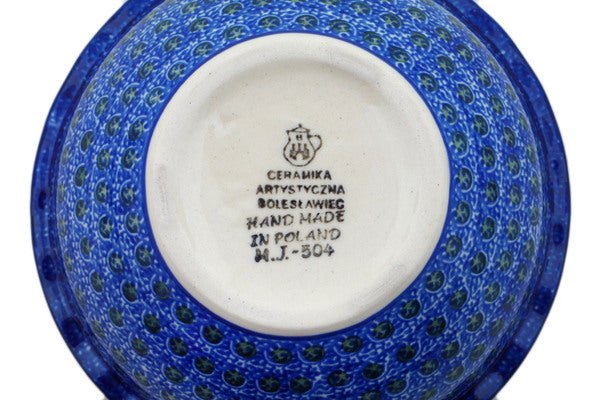 CERAMIKA
ARTYSTYCZNA
BOLESŁAWIEC
HAND MADE
IN POLAND
M.J.-504